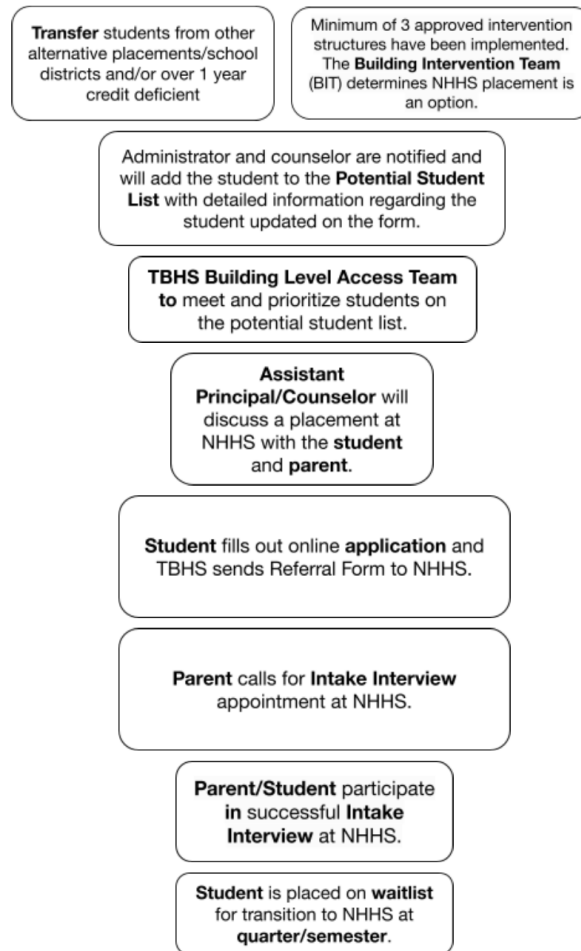 Transfer students from other
alternative placements/school
districts and/or over 1 year
credit deficient
Minimum of 3 approved intervention
structures have been implemented.
The Building Intervention Team
(BIT) determines NHHS placement is
an option.
Administrator and counselor are notified and
will add the student to the Potential Student
List with detailed information regarding the
student updated on the form.
TBHS Building Level Access Team
to meet and prioritize students on
the potential student list.
Assistant
Principal/Counselor will
discuss a placement at
NHHS with the student
and parent.
Student fills out online application and
TBHS sends Referral Form to NHHS.
Parent calls for Intake Interview
appointment at NHHS.
Parent/Student participate
in successful Intake
Interview at NHHS.
Student is placed on waitlist
for transition to NHHS at
quarter/semester.